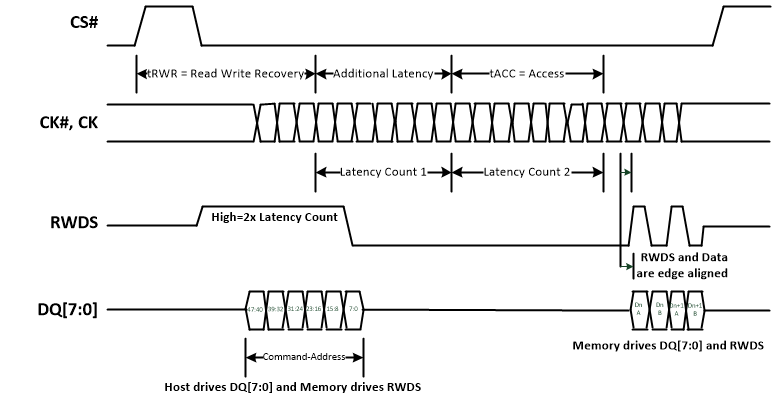 CS#
tRWR = Read Write Recovery
Additional Latency
tACC = Access
CK#, CK
Latency Count 1
Latency Count 2
RWDS
High=2x Latency Count
RWDS and Data
are edge aligned
DQ[7:0]
47:40
39:32
31:24
23:16
15:8
7:0
Dn
A
Dn
B
Dn+1
A
Dn+1
B
Command-Address
Memory drives DQ[7:0] and RWDS
Host drives DQ[7:0] and Memory drives RWDS